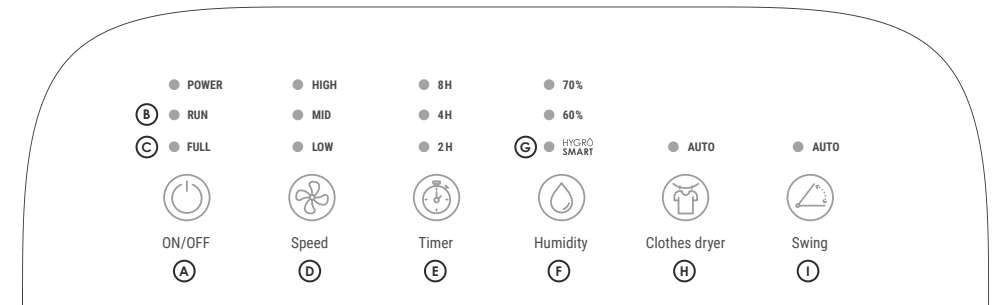 POWER HIGH 8H 70%
B RUN MID 4H 60%
C FULL LOW 2H G HYGRÔ
SMART AUTO AUTO
ON/OFF Speed Timer Humidity Clothes dryer Swing
A D E F H I